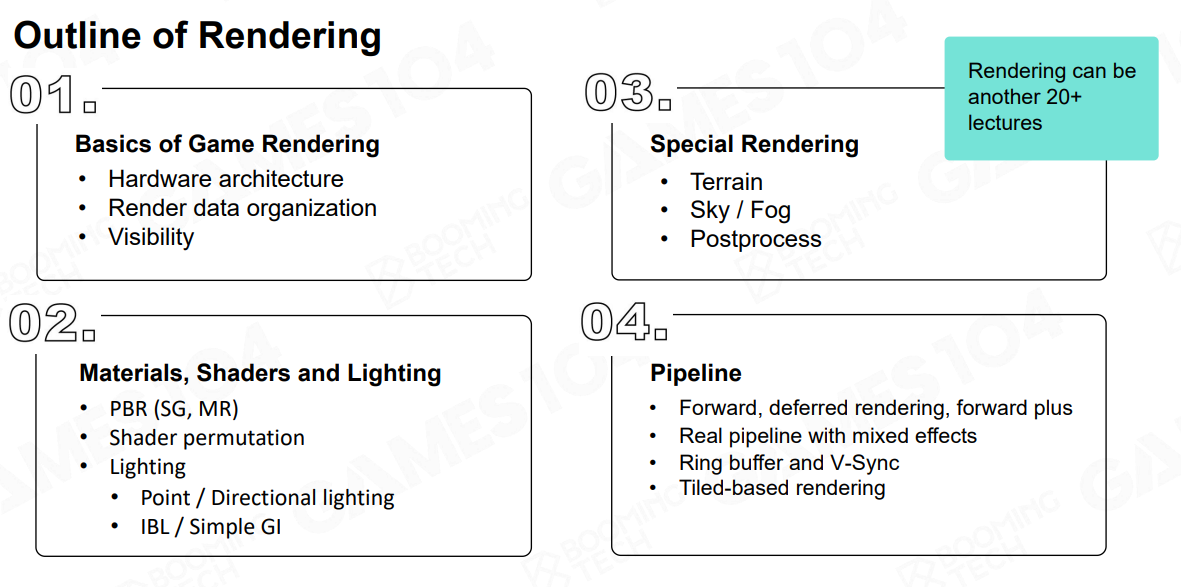 Outline of Rendering
01.
Basics of Game Rendering
• Hardware architecture
• Render data organization
• Visibility
02.
Materials, Shaders and Lighting
• PBR (SG, MR)
• Shader permutation
• Lighting
• Point / Directional lighting
• IBL / Simple GI
03.
Rendering can be
another 20+
lectures
Special Rendering
• Terrain
• Sky / Fog
• Postprocess
04.
Pipeline
• Forward, deferred rendering, forward plus
• Real pipeline with mixed effects
• Ring buffer and V-Sync
• Tiled-based rendering
GAMES104
BOOMING
TECH